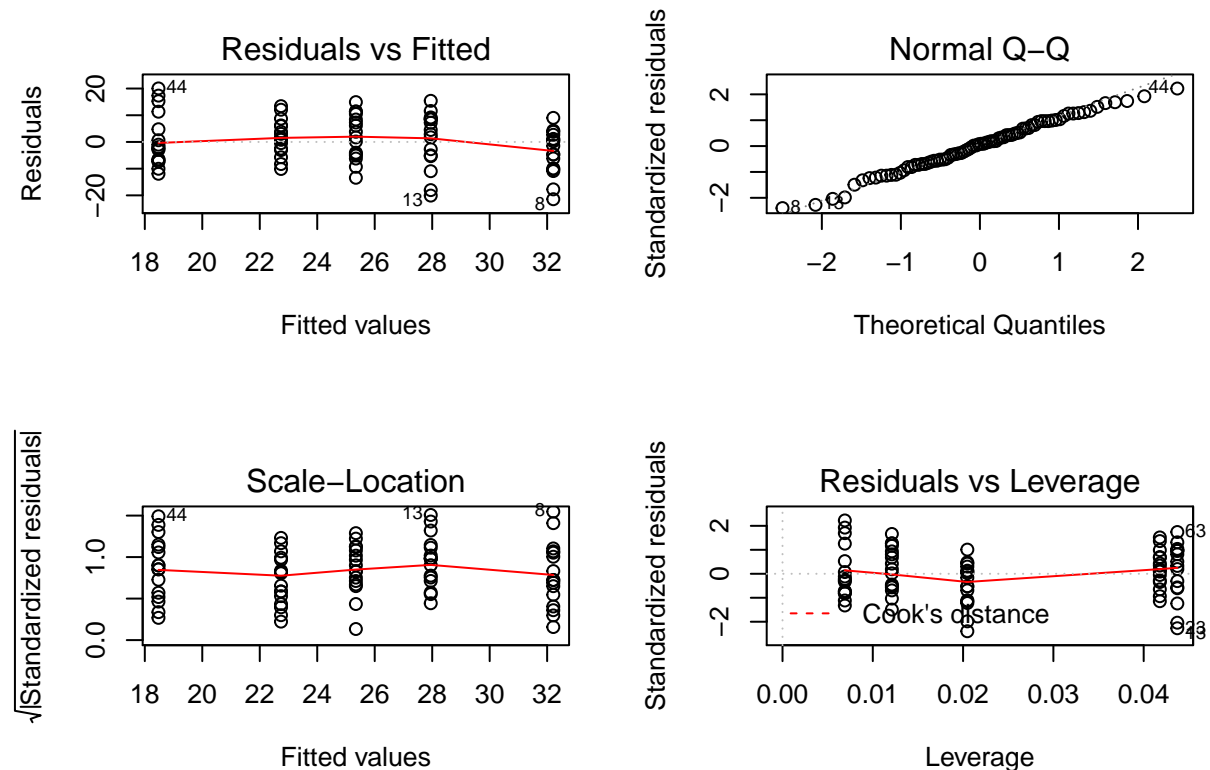 Residuals vs Fitted
Residuals
20
0
−20
44
13
8
18 20 22 24 26 28 30 32
Fitted values
Normal Q−Q
Standardized residuals
2
0
−2
44
8
−2 −1 0 1 2
Theoretical Quantiles
Scale−Location
√|Standardized residuals|
1.0
0.0
44
13
8
18 20 22 24 26 28 30 32
Fitted values
Residuals vs Leverage
Standardized residuals
2
0
−2
63
Cook's distance
0.00 0.01 0.02 0.03 0.04
Leverage